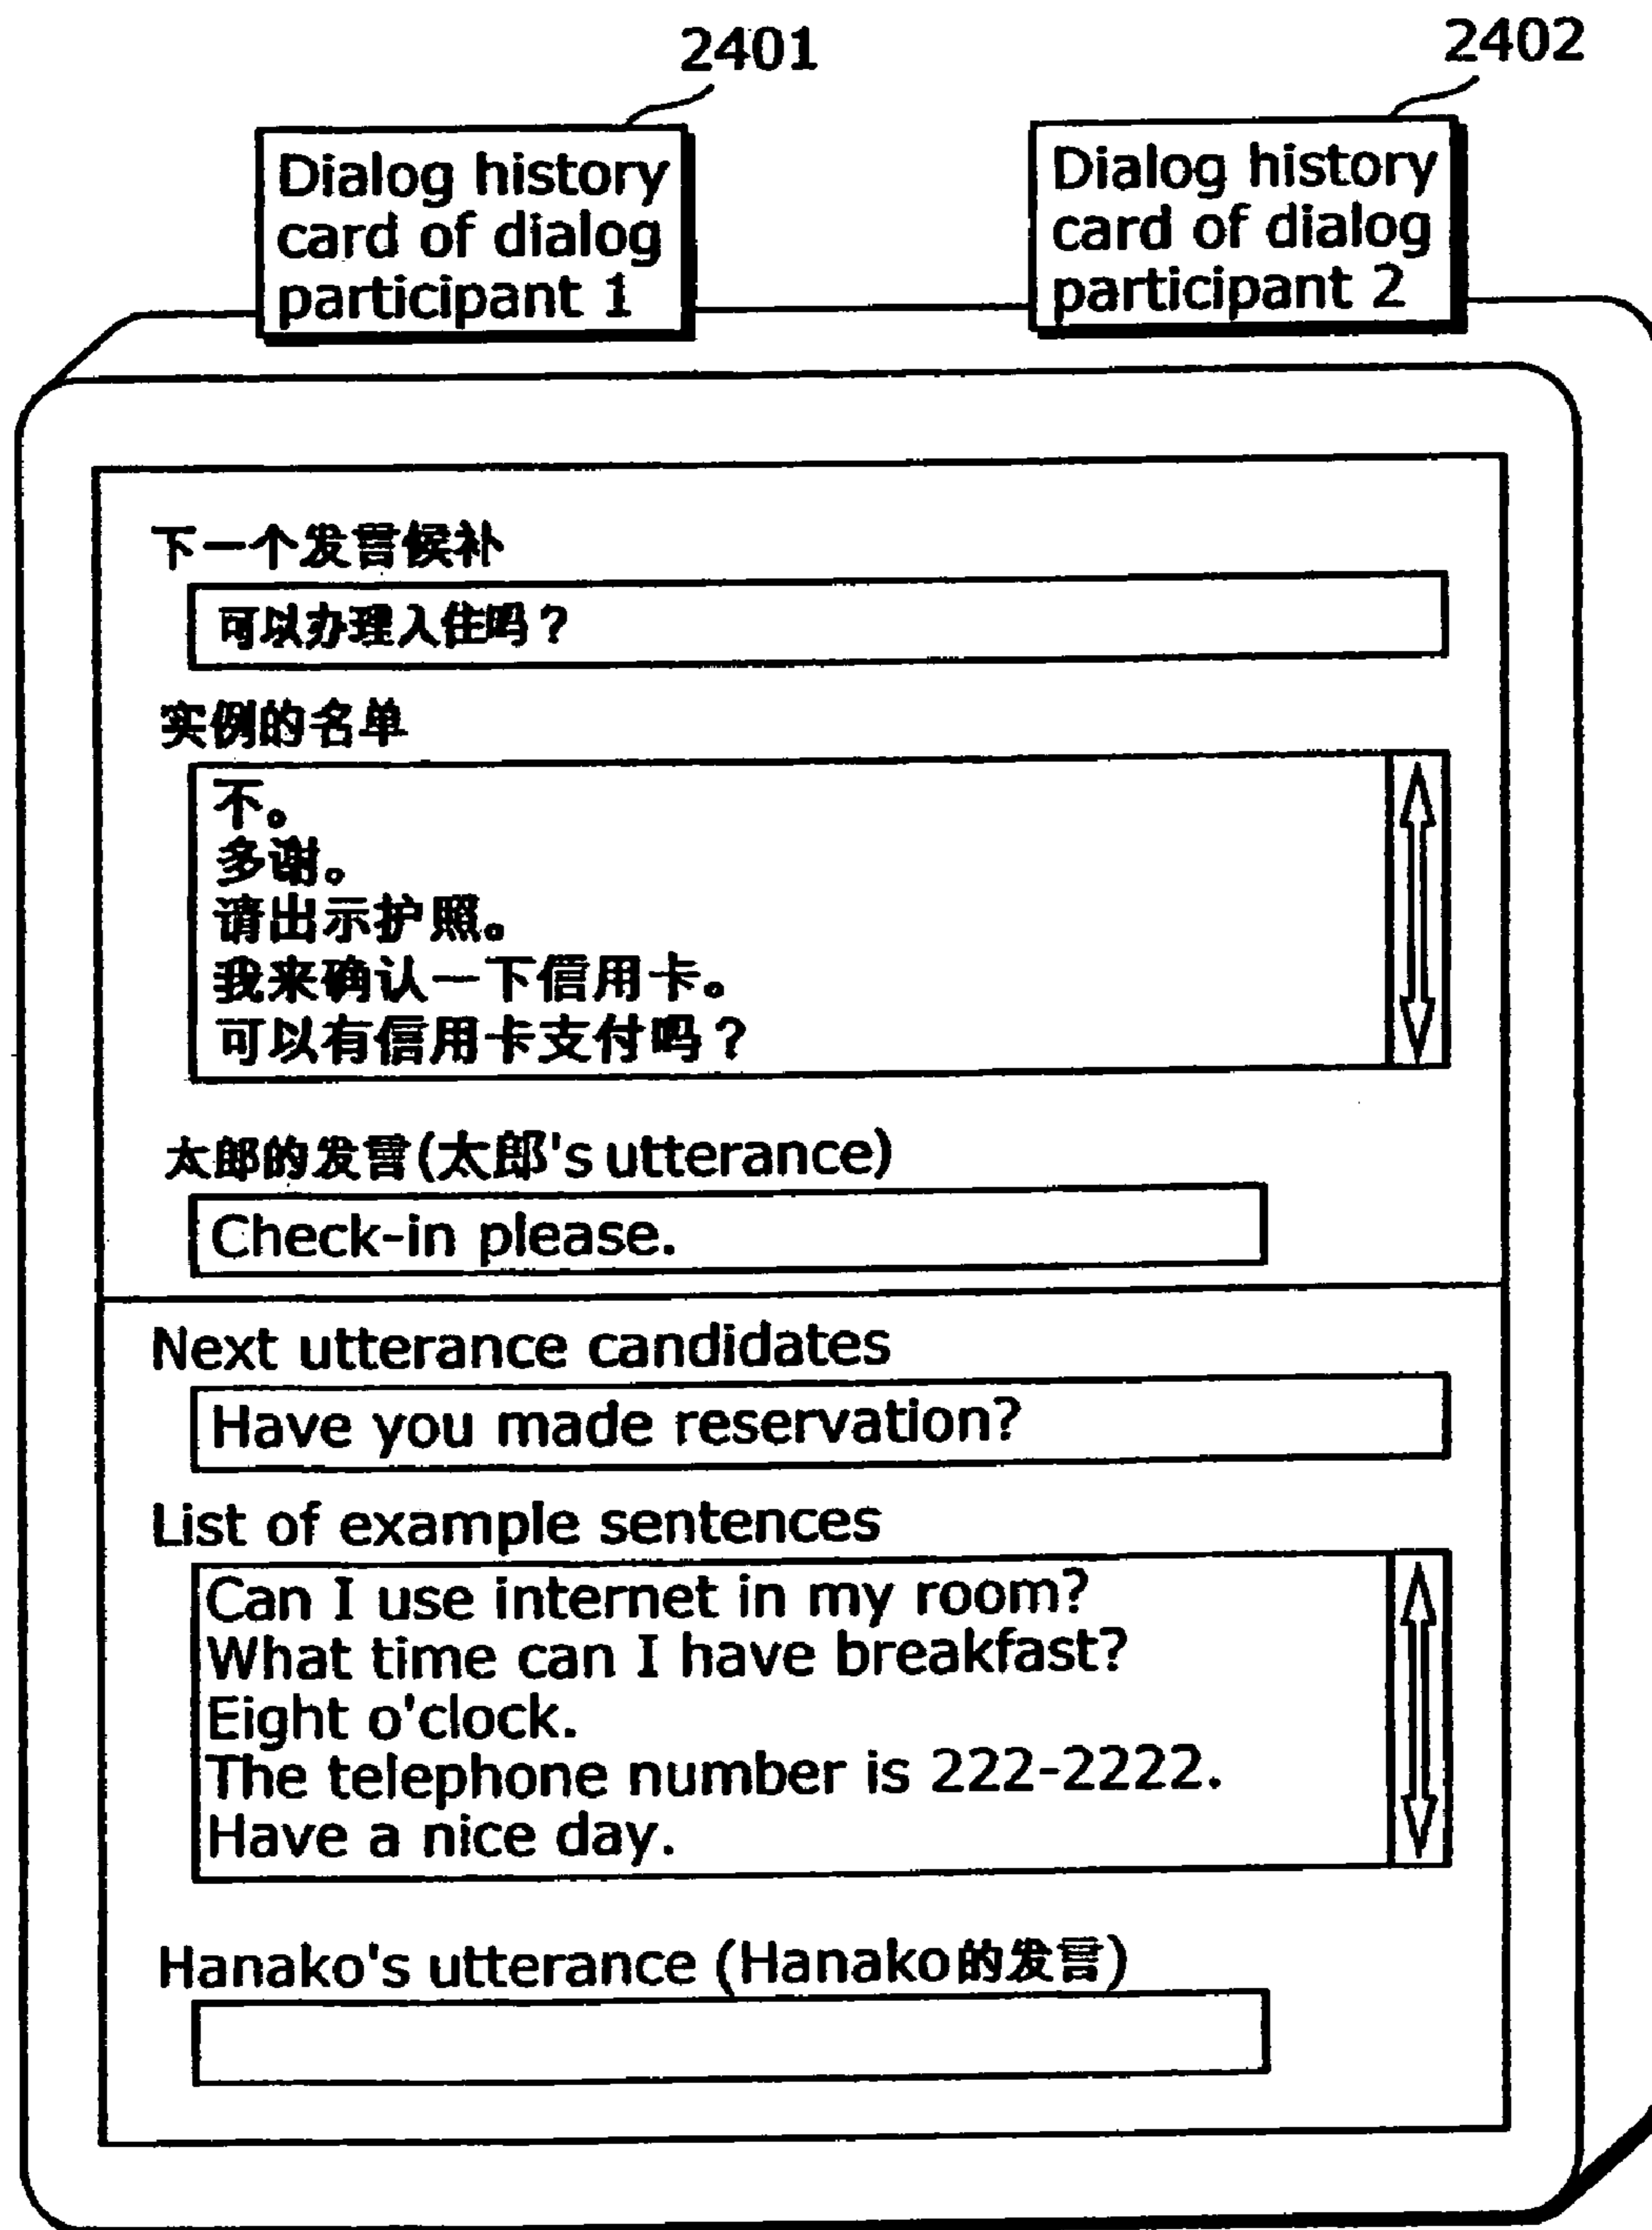 2401
2402
Dialog history
card of dialog
participant 1
Dialog history
card of dialog
participant 2
下一个发言候补
可以办理入住吗？
实例的名单
不。
多谢。
请出示护照。
我来确认一下信用卡。
可以有信用卡支付吗？
太郎的发言(太郎's utterance)
Check-in please.
Next utterance candidates
Have you made reservation?
List of example sentences
Can I use internet in my room?
What time can I have breakfast?
Eight o'clock.
The telephone number is 222-2222.
Have a nice day.
Hanako's utterance (Hanako的发言)